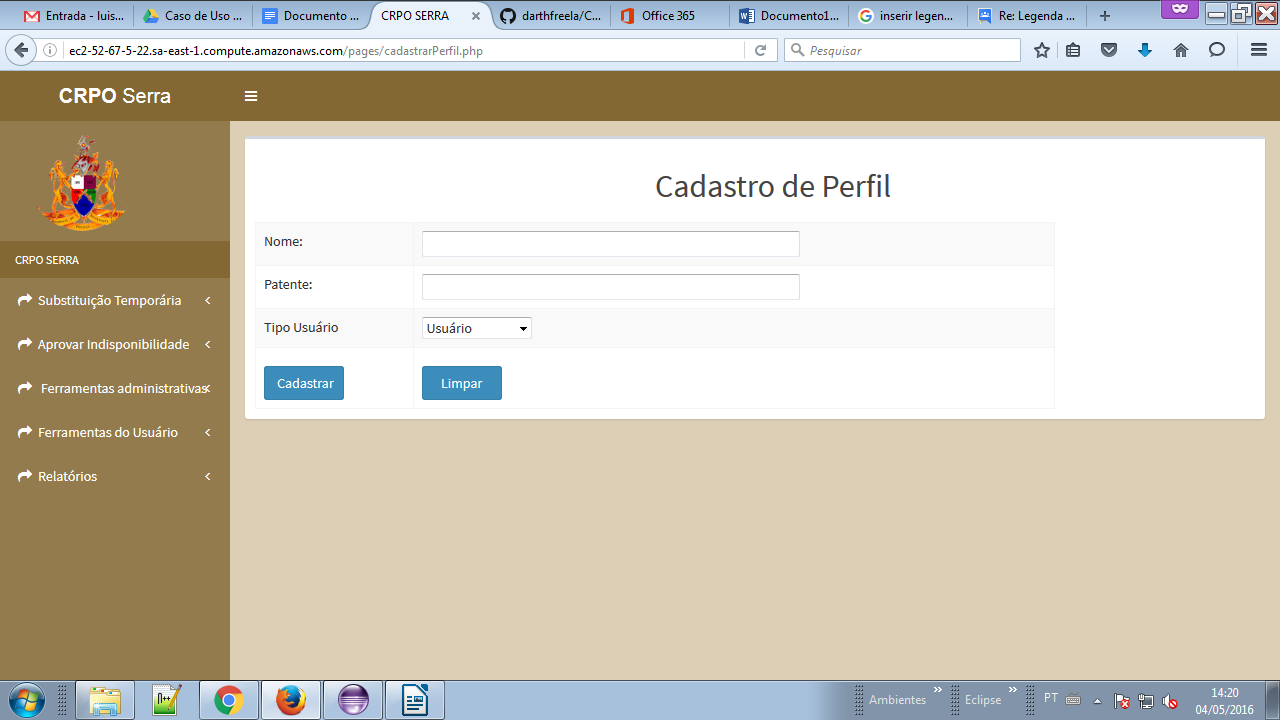 Entrada - luis...
Caso de Uso ...
Documento ...
CRPO SERRA
darthfreela/C...
Office 365
Documento1...
inserir legen...
Re: Legenda ...
ec2-52-67-5-22.sa-east-1.compute.amazonaws.com/pages/cadastrarPerfil.php
Pesquisar
CRPO Serra
CRPO SERRA
Substituição Temporária
Aprovar Indisponibilidade
Ferramentas administrativas
Ferramentas do Usuário
Relatórios
Cadastro de Perfil
Nome:
Patente:
Tipo Usuário
Usuário
Cadastrar
Limpar
Ambientes
Eclipse
PT
14:20
04/05/2016